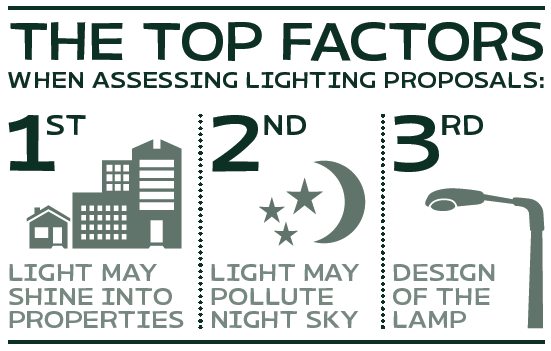 THE TOP FACTORS
WHEN ASSESSING LIGHTING PROPOSALS:
1ST
LIGHT MAY
SHINE INTO
PROPERTIES
2ND
LIGHT MAY
POLLUTE
NIGHT SKY
3RD
DESIGN
OF THE
LAMP